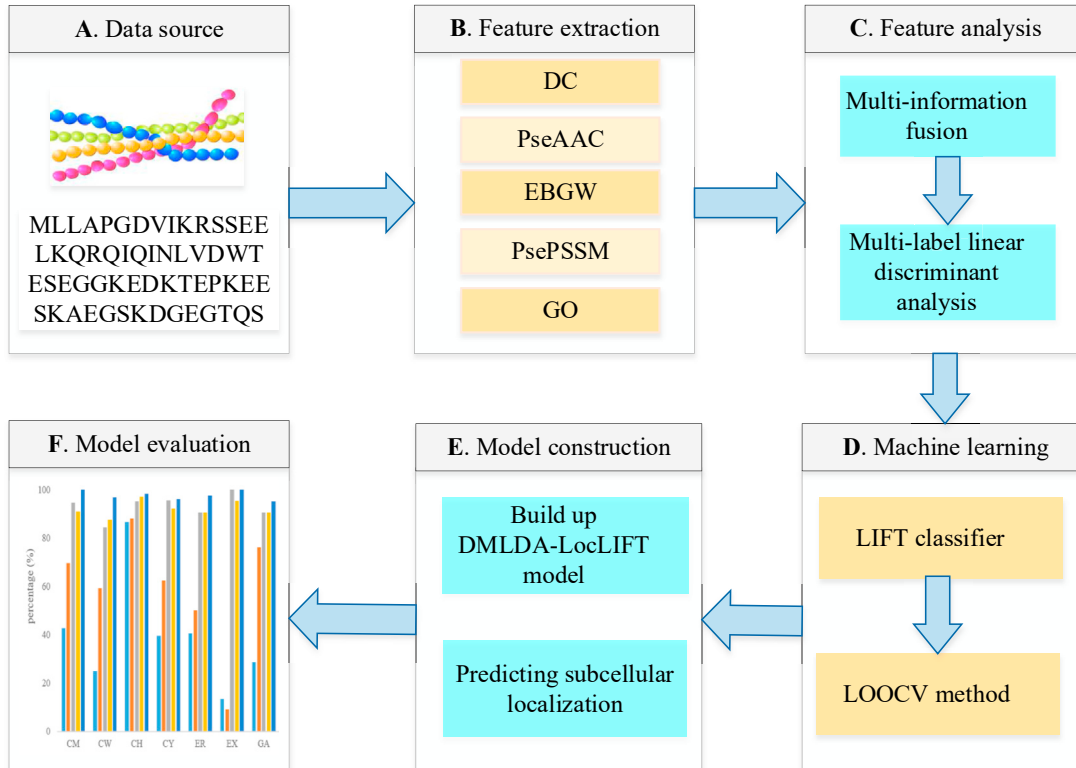 A. Data source
MLLAPGDVIKRSSEE
LKQRQIQINLVDWT
ESEGGKEDKTEPKEE
SKAEGSKDGEGTQS
B. Feature extraction
DC
PseAAC
EBGW
PsePSSM
GO
C. Feature analysis
Multi-information
fusion
Multi-label linear
discriminant
analysis
D. Machine learning
LIFT classifier
LOOCV method
E. Model construction
Build up
DMLDA-LocLIFT
model
Predicting subcellular
localization
F. Model evaluation
percentage (%)
100
80
60
40
20
0
CM CW CH CY ER EX GA